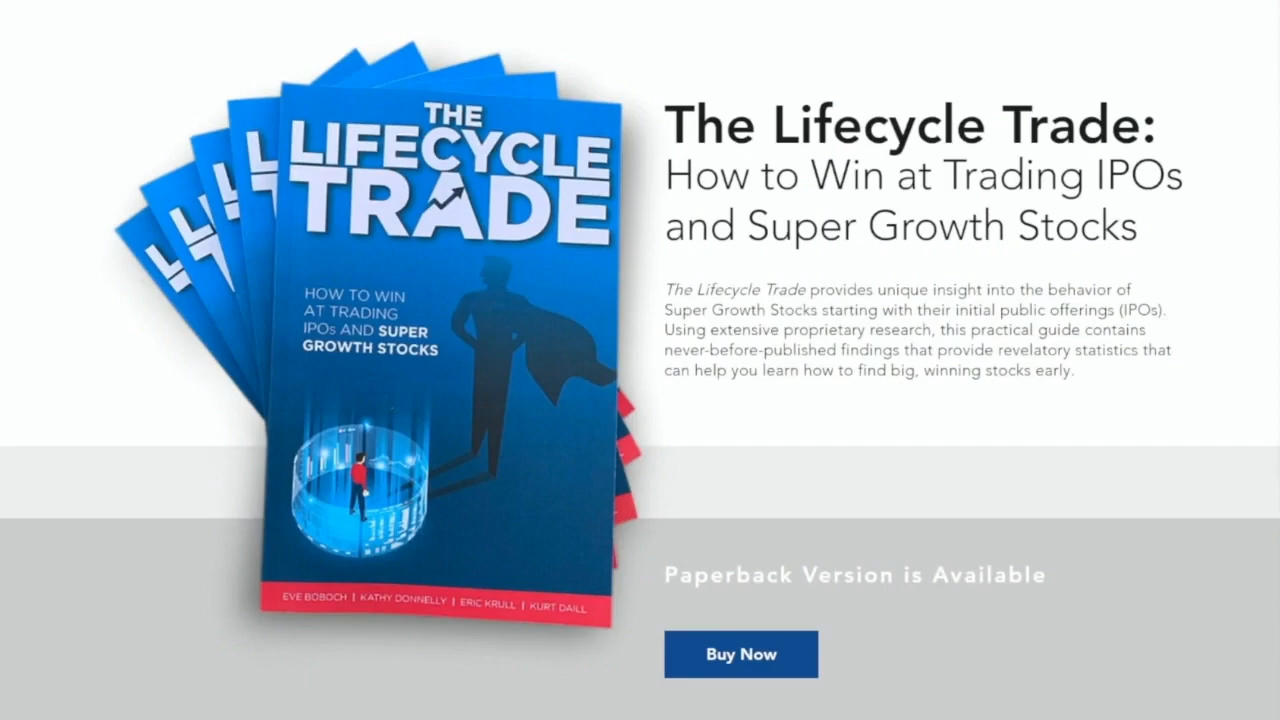 THE
LIFECYCLE
TRADE
HOW TO WIN
AT TRADING
IPOs AND SUPER
GROWTH STOCKS
EVE BOBOCH | KATHY DONNELLY | ERIC KRULL | KURT DAILL
The Lifecycle Trade:
How to Win at Trading IPOs
and Super Growth Stocks
The Lifecycle Trade provides unique insight into the behavior of
Super Growth Stocks starting with their initial public offerings (IPOs).
Using extensive proprietary research, this practical guide contains
never-before-published findings that provide revelatory statistics that
can help you learn how to find big, winning stocks early.
Paperback Version is Available
Buy Now